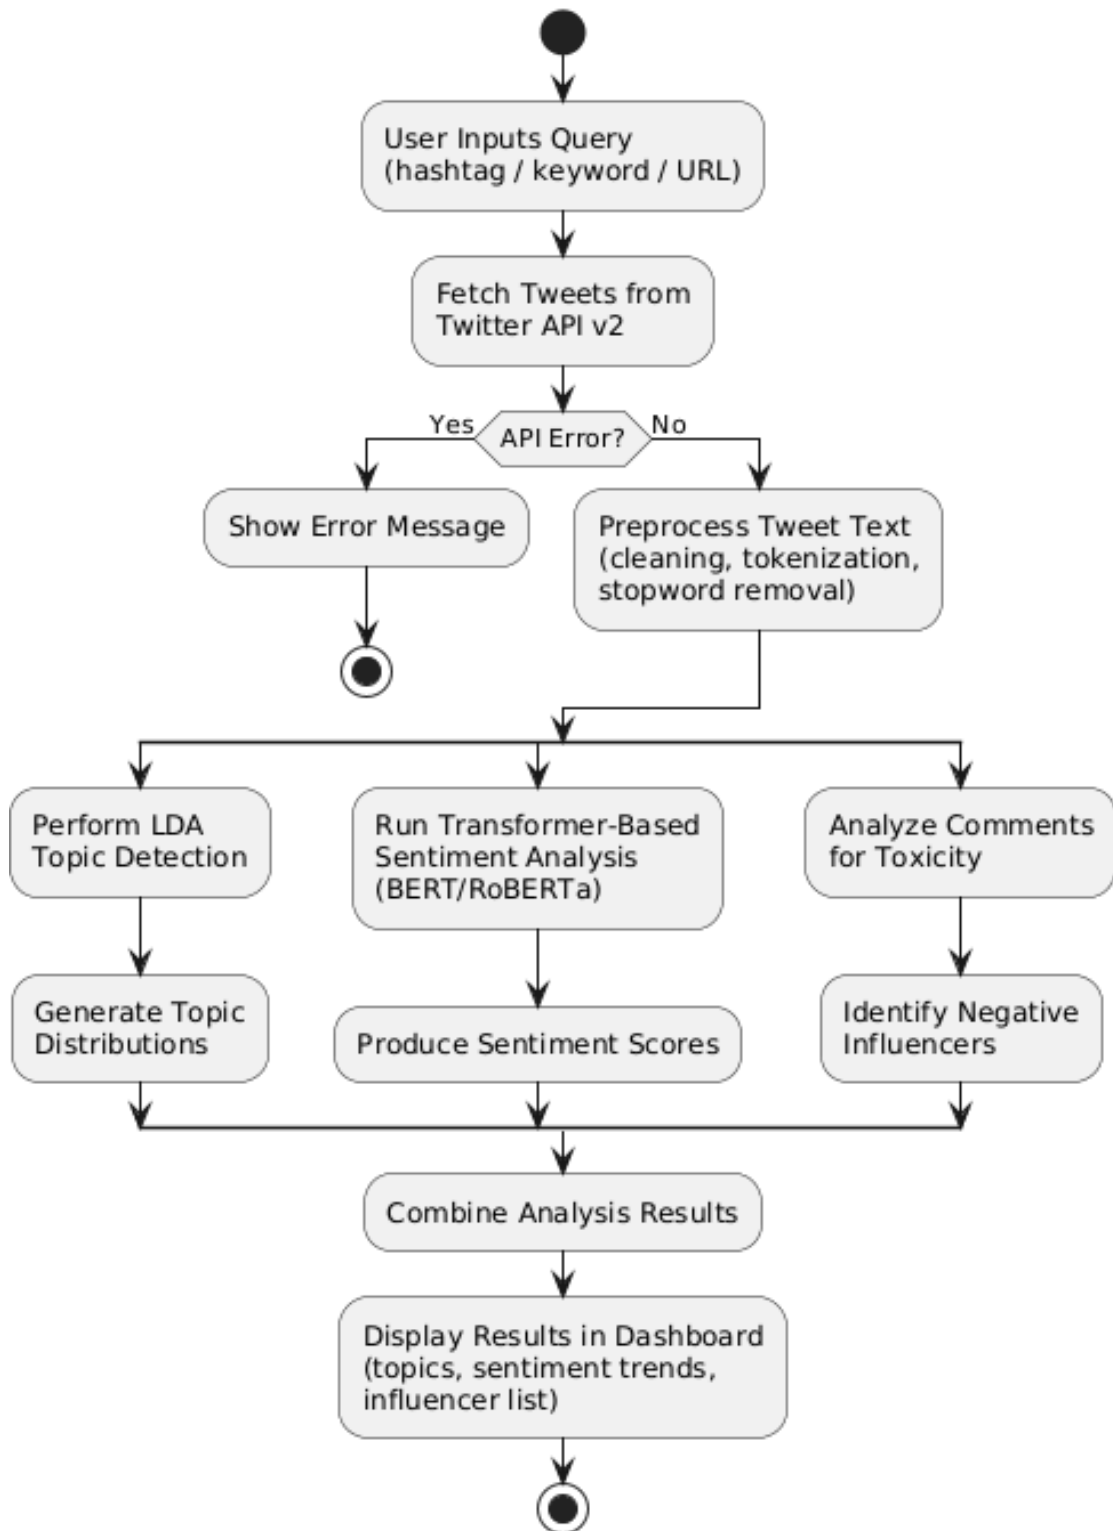 User Inputs Query
(hashtag / keyword / URL)
Fetch Tweets from
Twitter API v2
Yes
API Error?
No
Show Error Message
Preprocess Tweet Text
(cleaning, tokenization,
stopword removal)
Perform LDA
Topic Detection
Run Transformer-Based
Sentiment Analysis
(BERT/RoBERTa)
Analyze Comments
for Toxicity
Generate Topic
Distributions
Produce Sentiment Scores
Identify Negative
Influencers
Combine Analysis Results
Display Results in Dashboard
(topics, sentiment trends,
influencer list)